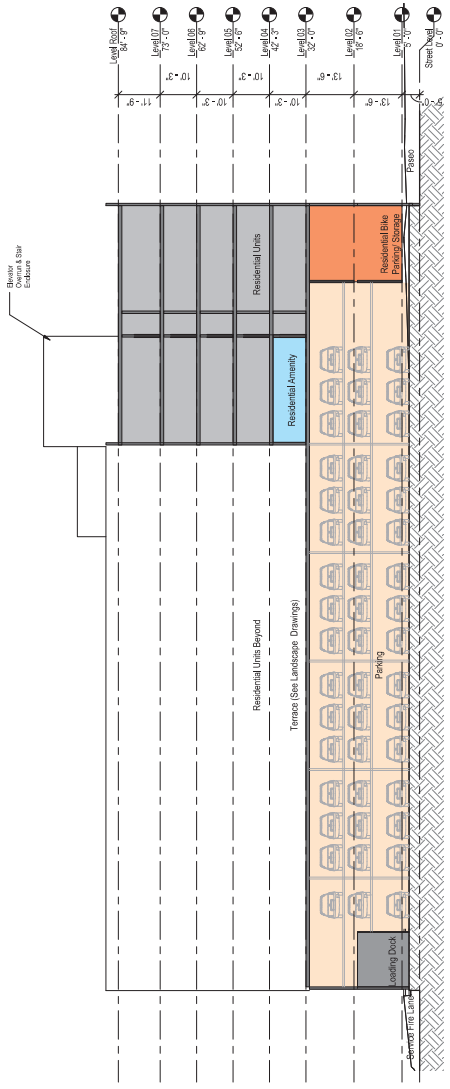 Elevator
Overrun & Stair
Enclosure
Level Roof
84' - 9"
Level 07
73' - 0"
Level 06
62' - 9"
Level 05
52' - 6"
Level 04
42' - 3"
Level 03
32' - 0"
Level 02
18' - 6"
Level 01
5' - 0"
Street Level
0' - 0"
11' - 9"
10' - 3"
10' - 3"
10' - 3"
10' - 3"
13' - 6"
13' - 6"
5' - 0"
Residential Units
Residential Amenity
Residential Bike
Parking/ Storage
Paseo
Residential Units Beyond
Terrace (See Landscape Drawings)
Parking
Loading Dock
Service Fire Lane